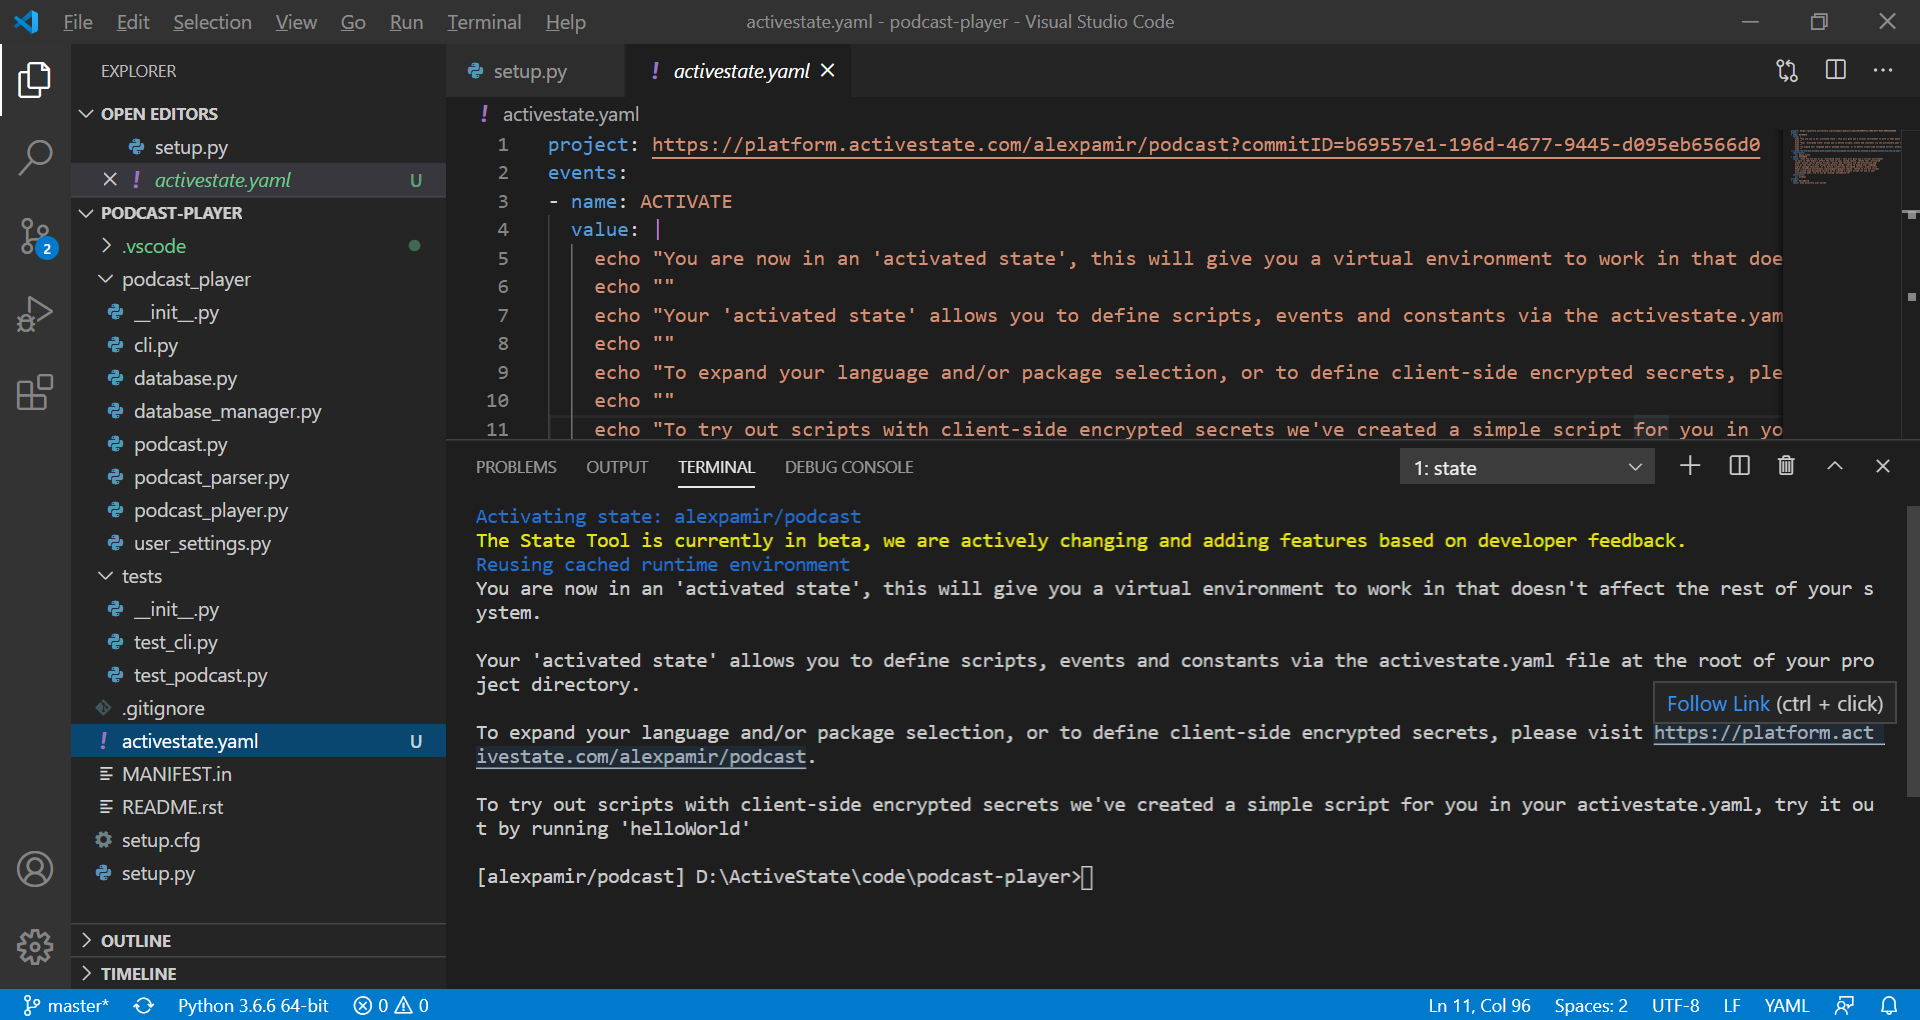 File Edit Selection View Go Run Terminal Help
activestate.yaml - podcast-player - Visual Studio Code
EXPLORER
OPEN EDITORS
setup.py
activestate.yaml U
PODCAST-PLAYER
.vscode
podcast_player
__init__.py
cli.py
database.py
database_manager.py
podcast.py
podcast_parser.py
podcast_player.py
user_settings.py
tests
__init__.py
test_cli.py
test_podcast.py
.gitignore
activestate.yaml U
MANIFEST.in
README.rst
setup.cfg
setup.py
OUTLINE
TIMELINE
2
setup.py
! activestate.yaml
! activestate.yaml
1 project: https://platform.activestate.com/alexpamir/podcast?commitID=b69557e1-196d-4677-9445-d095eb6566d0
2 events:
3 - name: ACTIVATE
4 value: |
5 echo "You are now in an 'activated state', this will give you a virtual environment to work in that doe
6 echo ""
7 echo "Your 'activated state' allows you to define scripts, events and constants via the activestate.yam
8 echo ""
9 echo "To expand your language and/or package selection, or to define client-side encrypted secrets, ple
10 echo ""
11 echo "To try out scripts with client-side encrypted secrets we've created a simple script for you in yo
PROBLEMS OUTPUT TERMINAL DEBUG CONSOLE
1: state
Activating state: alexpamir/podcast
The State Tool is currently in beta, we are actively changing and adding features based on developer feedback.
Reusing cached runtime environment
You are now in an 'activated state', this will give you a virtual environment to work in that doesn't affect the rest of your s
ystem.
Your 'activated state' allows you to define scripts, events and constants via the activestate.yaml file at the root of your pro
ject directory.
Follow Link (ctrl + click)
To expand your language and/or package selection, or to define client-side encrypted secrets, please visit https://platform.act
ivestate.com/alexpamir/podcast.
To try out scripts with client-side encrypted secrets we've created a simple script for you in your activestate.yaml, try it ou
t by running 'helloWorld'
[alexpamir/podcast] D:\ActiveState\code\podcast-player>
master* Python 3.6.6 64-bit 0 0
Ln 11, Col 96 Spaces: 2 UTF-8 LF YAML